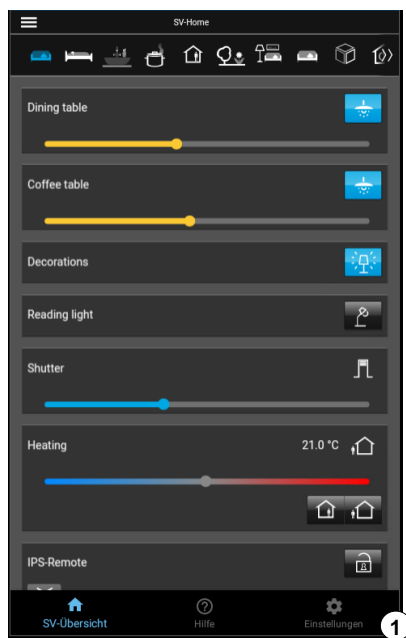 SV-Home
Dining table
Coffee table
Decorations
Reading light
Shutter
Heating
21.0 °C
IPS-Remote
SV-Übersicht
Hilfe
Einstellungen
1